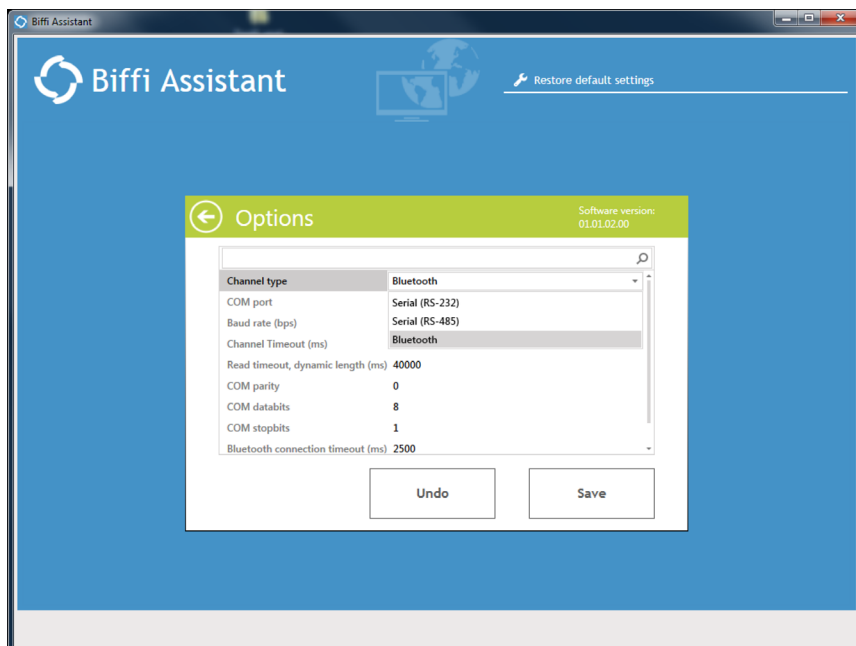 Biffi Assistant
Biffi Assistant
Restore default settings
Options
Software version:
01.01.02.00
Channel type Bluetooth
COM port Serial (RS-232)
Baud rate (bps) Serial (RS-485)
Channel Timeout (ms) Bluetooth
Read timeout, dynamic length (ms) 40000
COM parity 0
COM databits 8
COM stopbits 1
Bluetooth connection timeout (ms) 2500
Undo Save